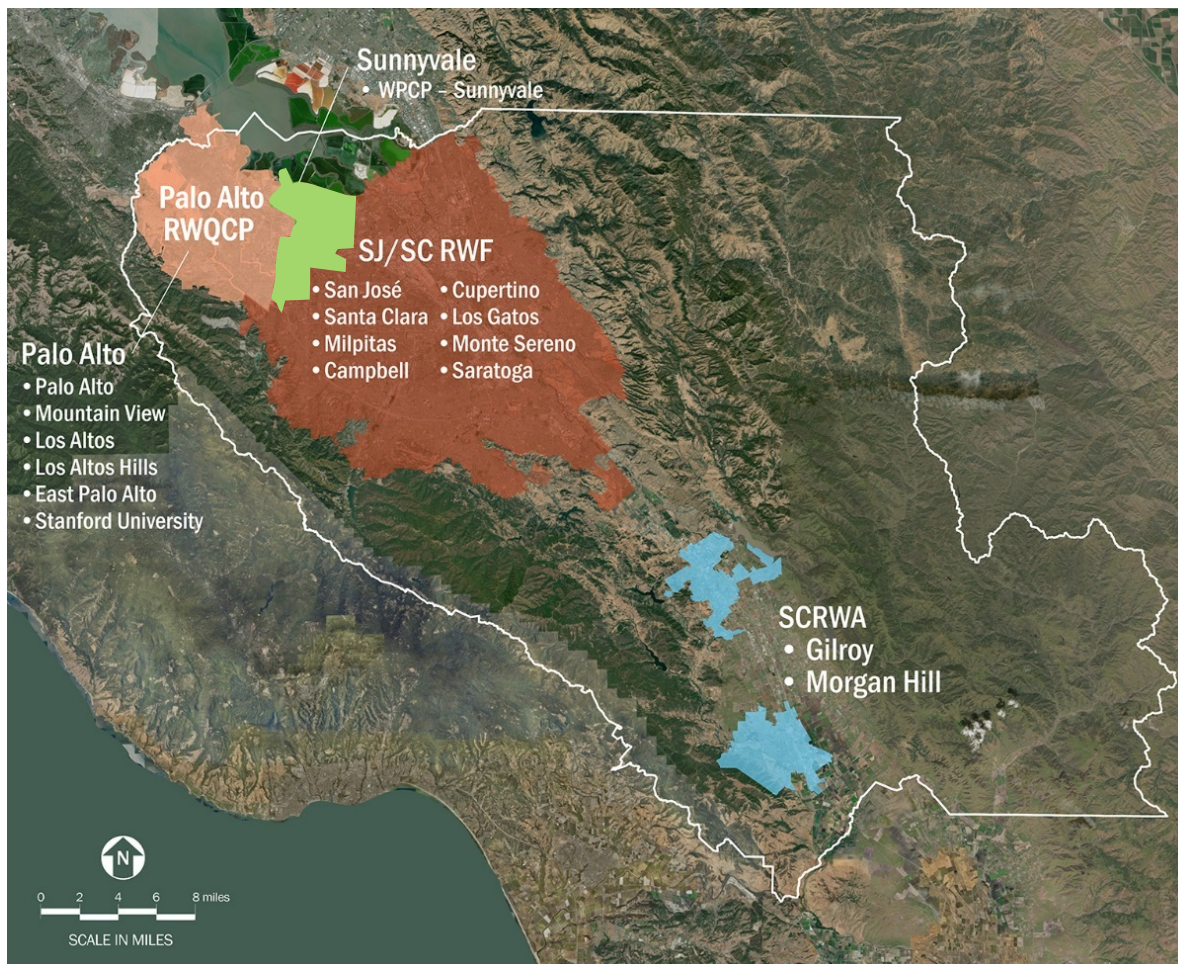 Sunnyvale
• WPCP – Sunnyvale
Palo Alto
RWQCP
SJ/SC RWF
• San José
• Santa Clara
• Milpitas
• Campbell
• Cupertino
• Los Gatos
• Monte Sereno
• Saratoga
Palo Alto
• Palo Alto
• Mountain View
• Los Altos
• Los Altos Hills
• East Palo Alto
• Stanford University
SCRWA
• Gilroy
• Morgan Hill
N
0 2 4 6 8 miles
SCALE IN MILES